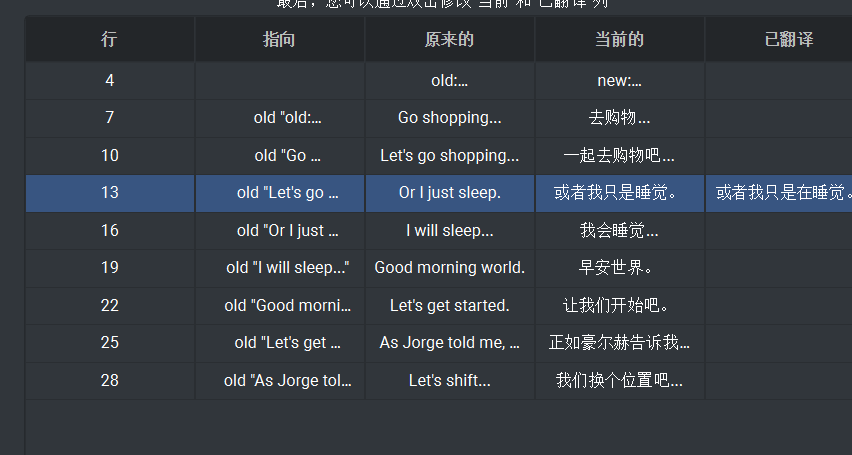 最后，您可以通过双击修改"当前"和"已翻译"列
行 指向 原来的 当前的 已翻译
4 old:... new:...
7 old "old:... Go shopping... 去购物...
10 old "Go ... Let's go shopping... 一起去购物吧...
13 old "Let's go ... Or I just sleep. 或者我只是睡觉。 或者我只是在睡觉。
16 old "Or I just ... I will sleep... 我会睡觉...
19 old "I will sleep..." Good morning world. 早安世界。
22 old "Good morni... Let's get started. 让我们开始吧。
25 old "Let's get ... As Jorge told me, ... 正如豪尔赫告诉我...
28 old "As Jorge tol... Let's shift... 我们换个位置吧...